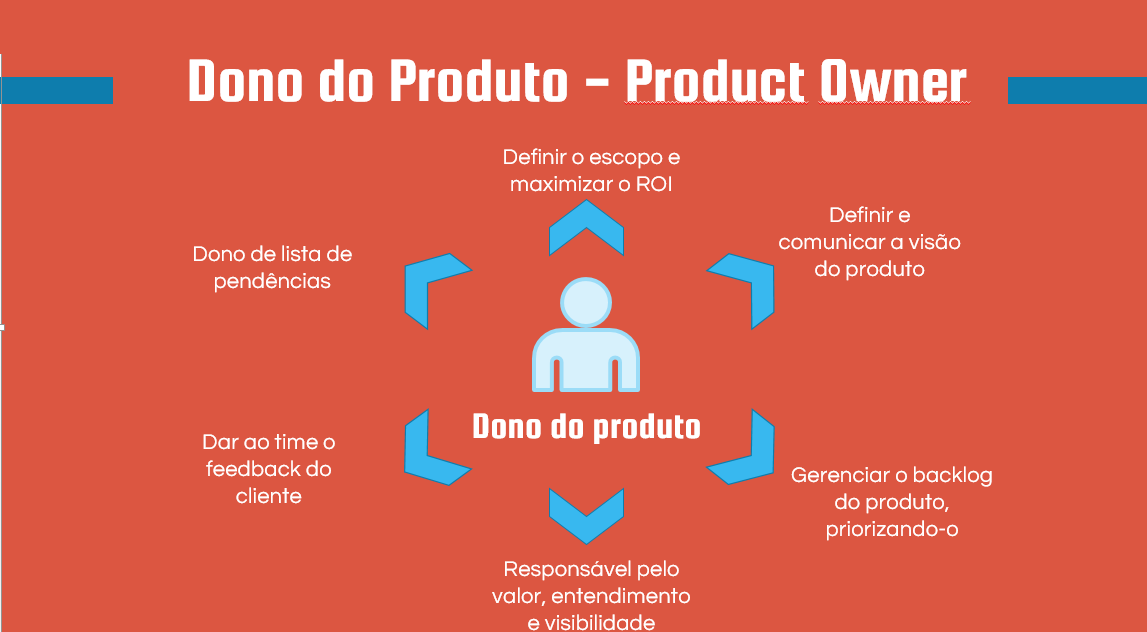 Dono do Produto – Product Owner
Definir o escopo e
maximizar o ROI
Definir e
comunicar a visão
do produto
Dono de lista de
pendências
Dono do produto
Dar ao time o
feedback do
cliente
Gerenciar o backlog
do produto,
priorizando-o
Responsável pelo
valor, entendimento
e visibilidade